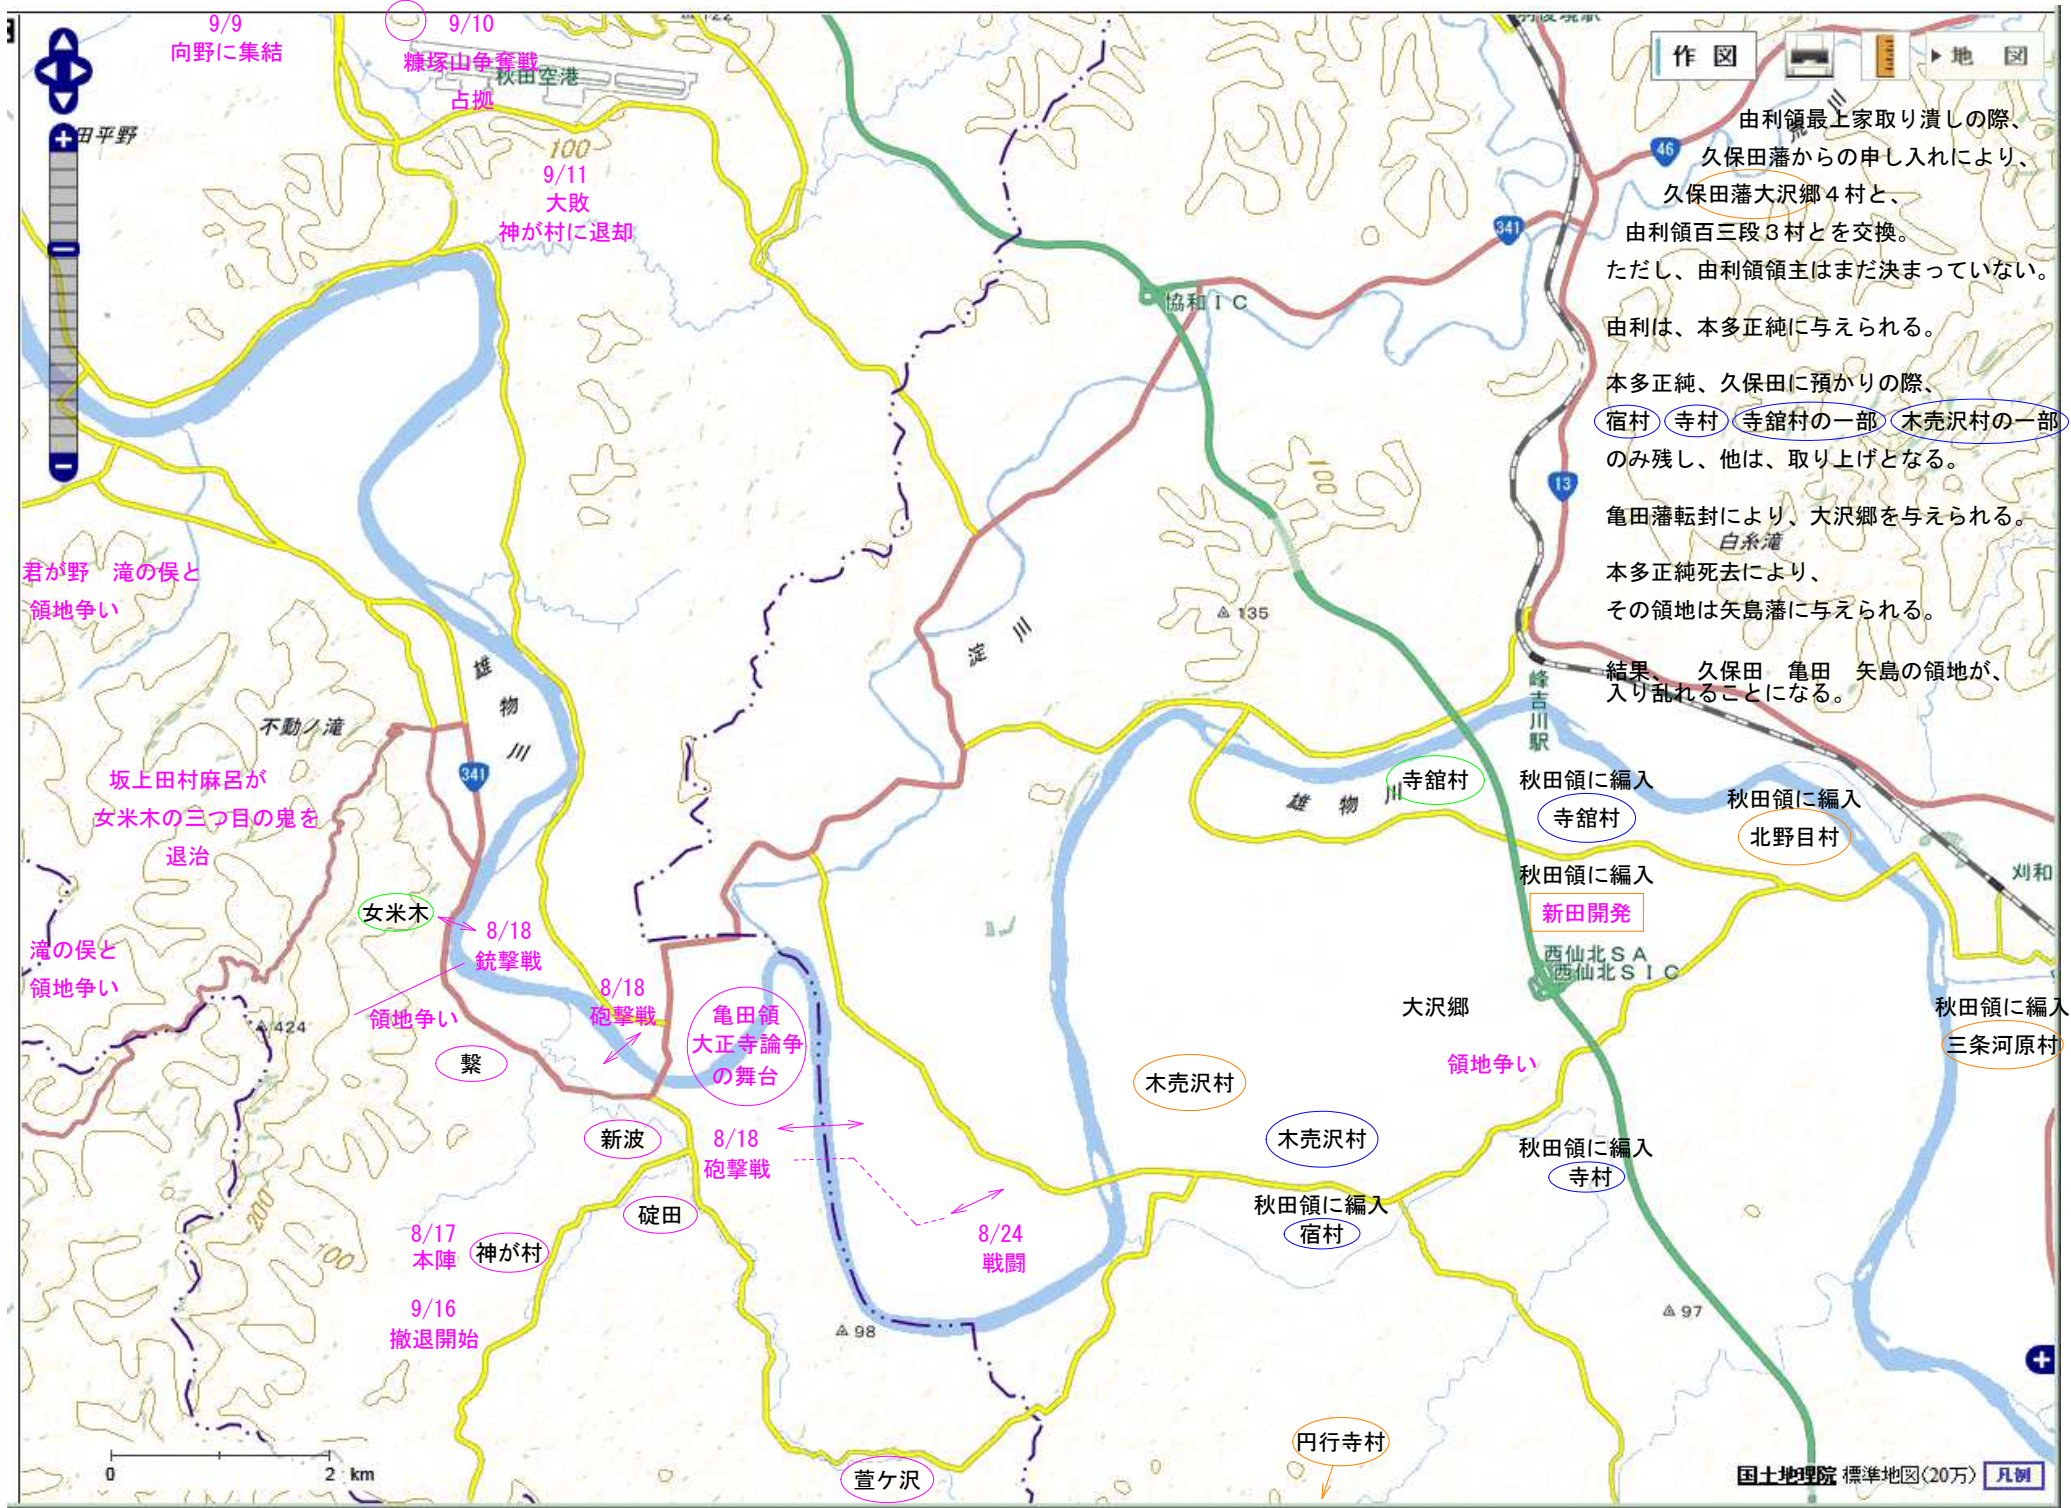 9/9
向野に集結
9/10
糠塚山争奪戦
占拠
秋田空港
122
作図
地 図
田平野
100
9/11
大敗
神が村に退却
46
341
由利領最上家取り潰しの際、
久保田藩からの申し入れにより、
久保田藩大沢郷４村と、
由利領百三段３村とを交換。
ただし、由利領領主はまだ決まっていない。
由利は、本多正純に与えられる。
本多正純、久保田に預かりの際、
宿村 寺村 寺舘村の一部 木売沢村の一部
のみ残し、他は、取り上げとなる。
亀田藩転封により、大沢郷を与えられる。
白糸滝
本多正純死去により、
その領地は矢島藩に与えられる。
結果、 久保田 亀田 矢島の領地が、
入り乱れることになる。
協和ＩＣ
100
13
君が野 滝の俣と
領地争い
135
淀川
雄物川
峰吉川駅
不動ノ滝
341
坂上田村麻呂が
女米木の三つ目の鬼を
退治
寺舘村
雄物川
秋田領に編入
寺舘村
秋田領に編入
北野目村
刈和
秋田領に編入
新田開発
女米木
8/18
銃撃戦
滝の俣と
領地争い
西仙北ＳＡ
西仙北ＳＩＣ
8/18
砲撃戦
領地争い
424
亀田領
大正寺論争
の舞台
大沢郷
秋田領に編入
三条河原村
繋
領地争い
木売沢村
新波
8/18
砲撃戦
木売沢村
秋田領に編入
寺村
碇田
秋田領に編入
宿村
200
100
8/17
本陣
神が村
8/24
戦闘
9/16
撤退開始
98
97
円行寺村
萱ケ沢
0 2 km
国土地理院 標準地図(20万) 凡例